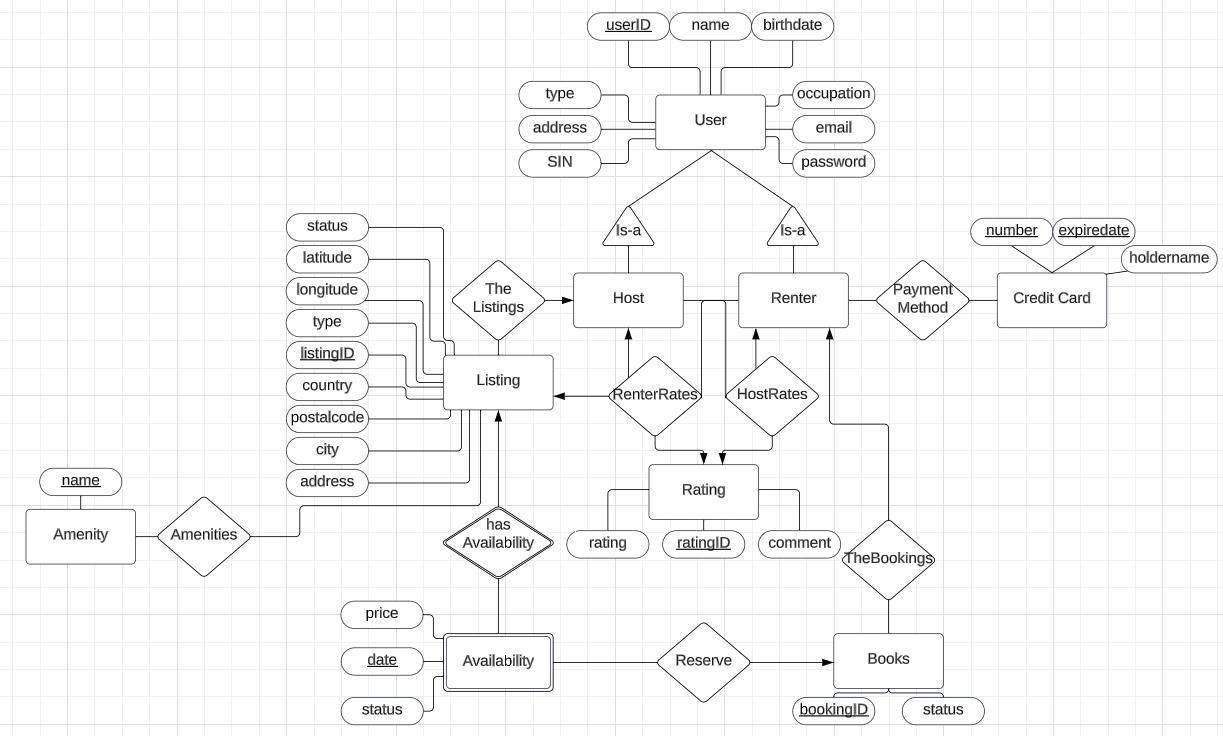 userID
name
birthdate
type
occupation
User
address
email
SIN
password
status
Is-a
Is-a
number
expiredate
latitude
holdername
longitude
The
Listings
Host
Renter
Payment
Method
Credit Card
type
listingID
Listing
country
RenterRates
HostRates
postalcode
city
address
name
Rating
Amenity
Amenities
has
Availability
rating
ratingID
comment
TheBookings
price
date
Availability
Reserve
Books
status
bookingID
status